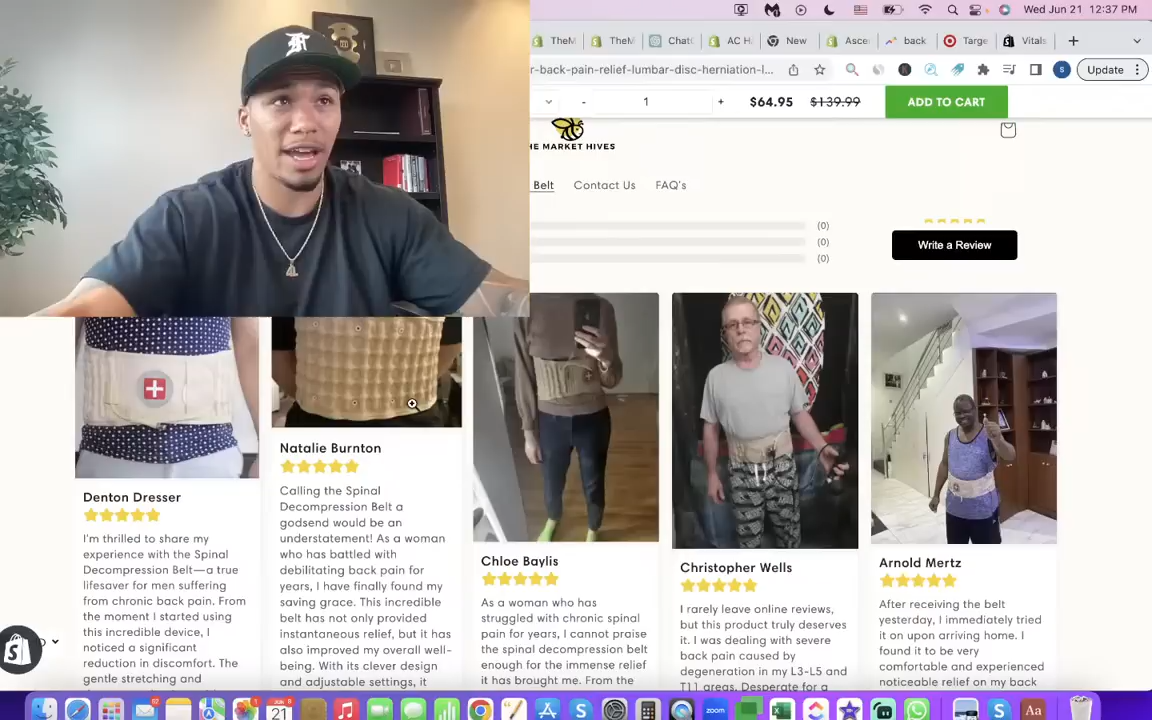 Wed Jun 21 12:37 PM
TheM
TheM
ChatG
AC H
New
Asce
back
Targe
Vitals
r-back-pain-relief-lumbar-disc-herniation-l...
S
Update
- 1 + $64.95 $139.99 ADD TO CART
HE MARKET HIVES
Belt Contact Us FAQ's
(0)
(0)
(0)
Write a Review
Denton Dresser
I'm thrilled to share my
experience with the Spinal
Decompression Belt—a true
lifesaver for men suffering
from chronic back pain. From
the moment I started using
this incredible device, I
noticed a significant
reduction in discomfort. The
gentle stretching and
Natalie Burnton
Calling the Spinal
Decompression Belt a
godsend would be an
understatement! As a woman
who has battled with
debilitating back pain for
years, I have finally found my
saving grace. This incredible
belt has not only provided
instantaneous relief, but it has
also improved my overall well-
being. With its clever design
and adjustable settings, it
Chloe Baylis
As a woman who has
struggled with chronic spinal
pain for years, I cannot praise
the spinal decompression belt
enough for the immense relief
it has brought me. From the
Christopher Wells
I rarely leave online reviews,
but this product truly deserves
it. I was dealing with severe
back pain caused by
degeneration in my L3-L5 and
T11 areas. Desperate for a
Arnold Mertz
After receiving the belt
yesterday, I immediately tried
it on upon arriving home. I
found it to be very
comfortable and experienced
noticeable relief on my back
zoom
Aa